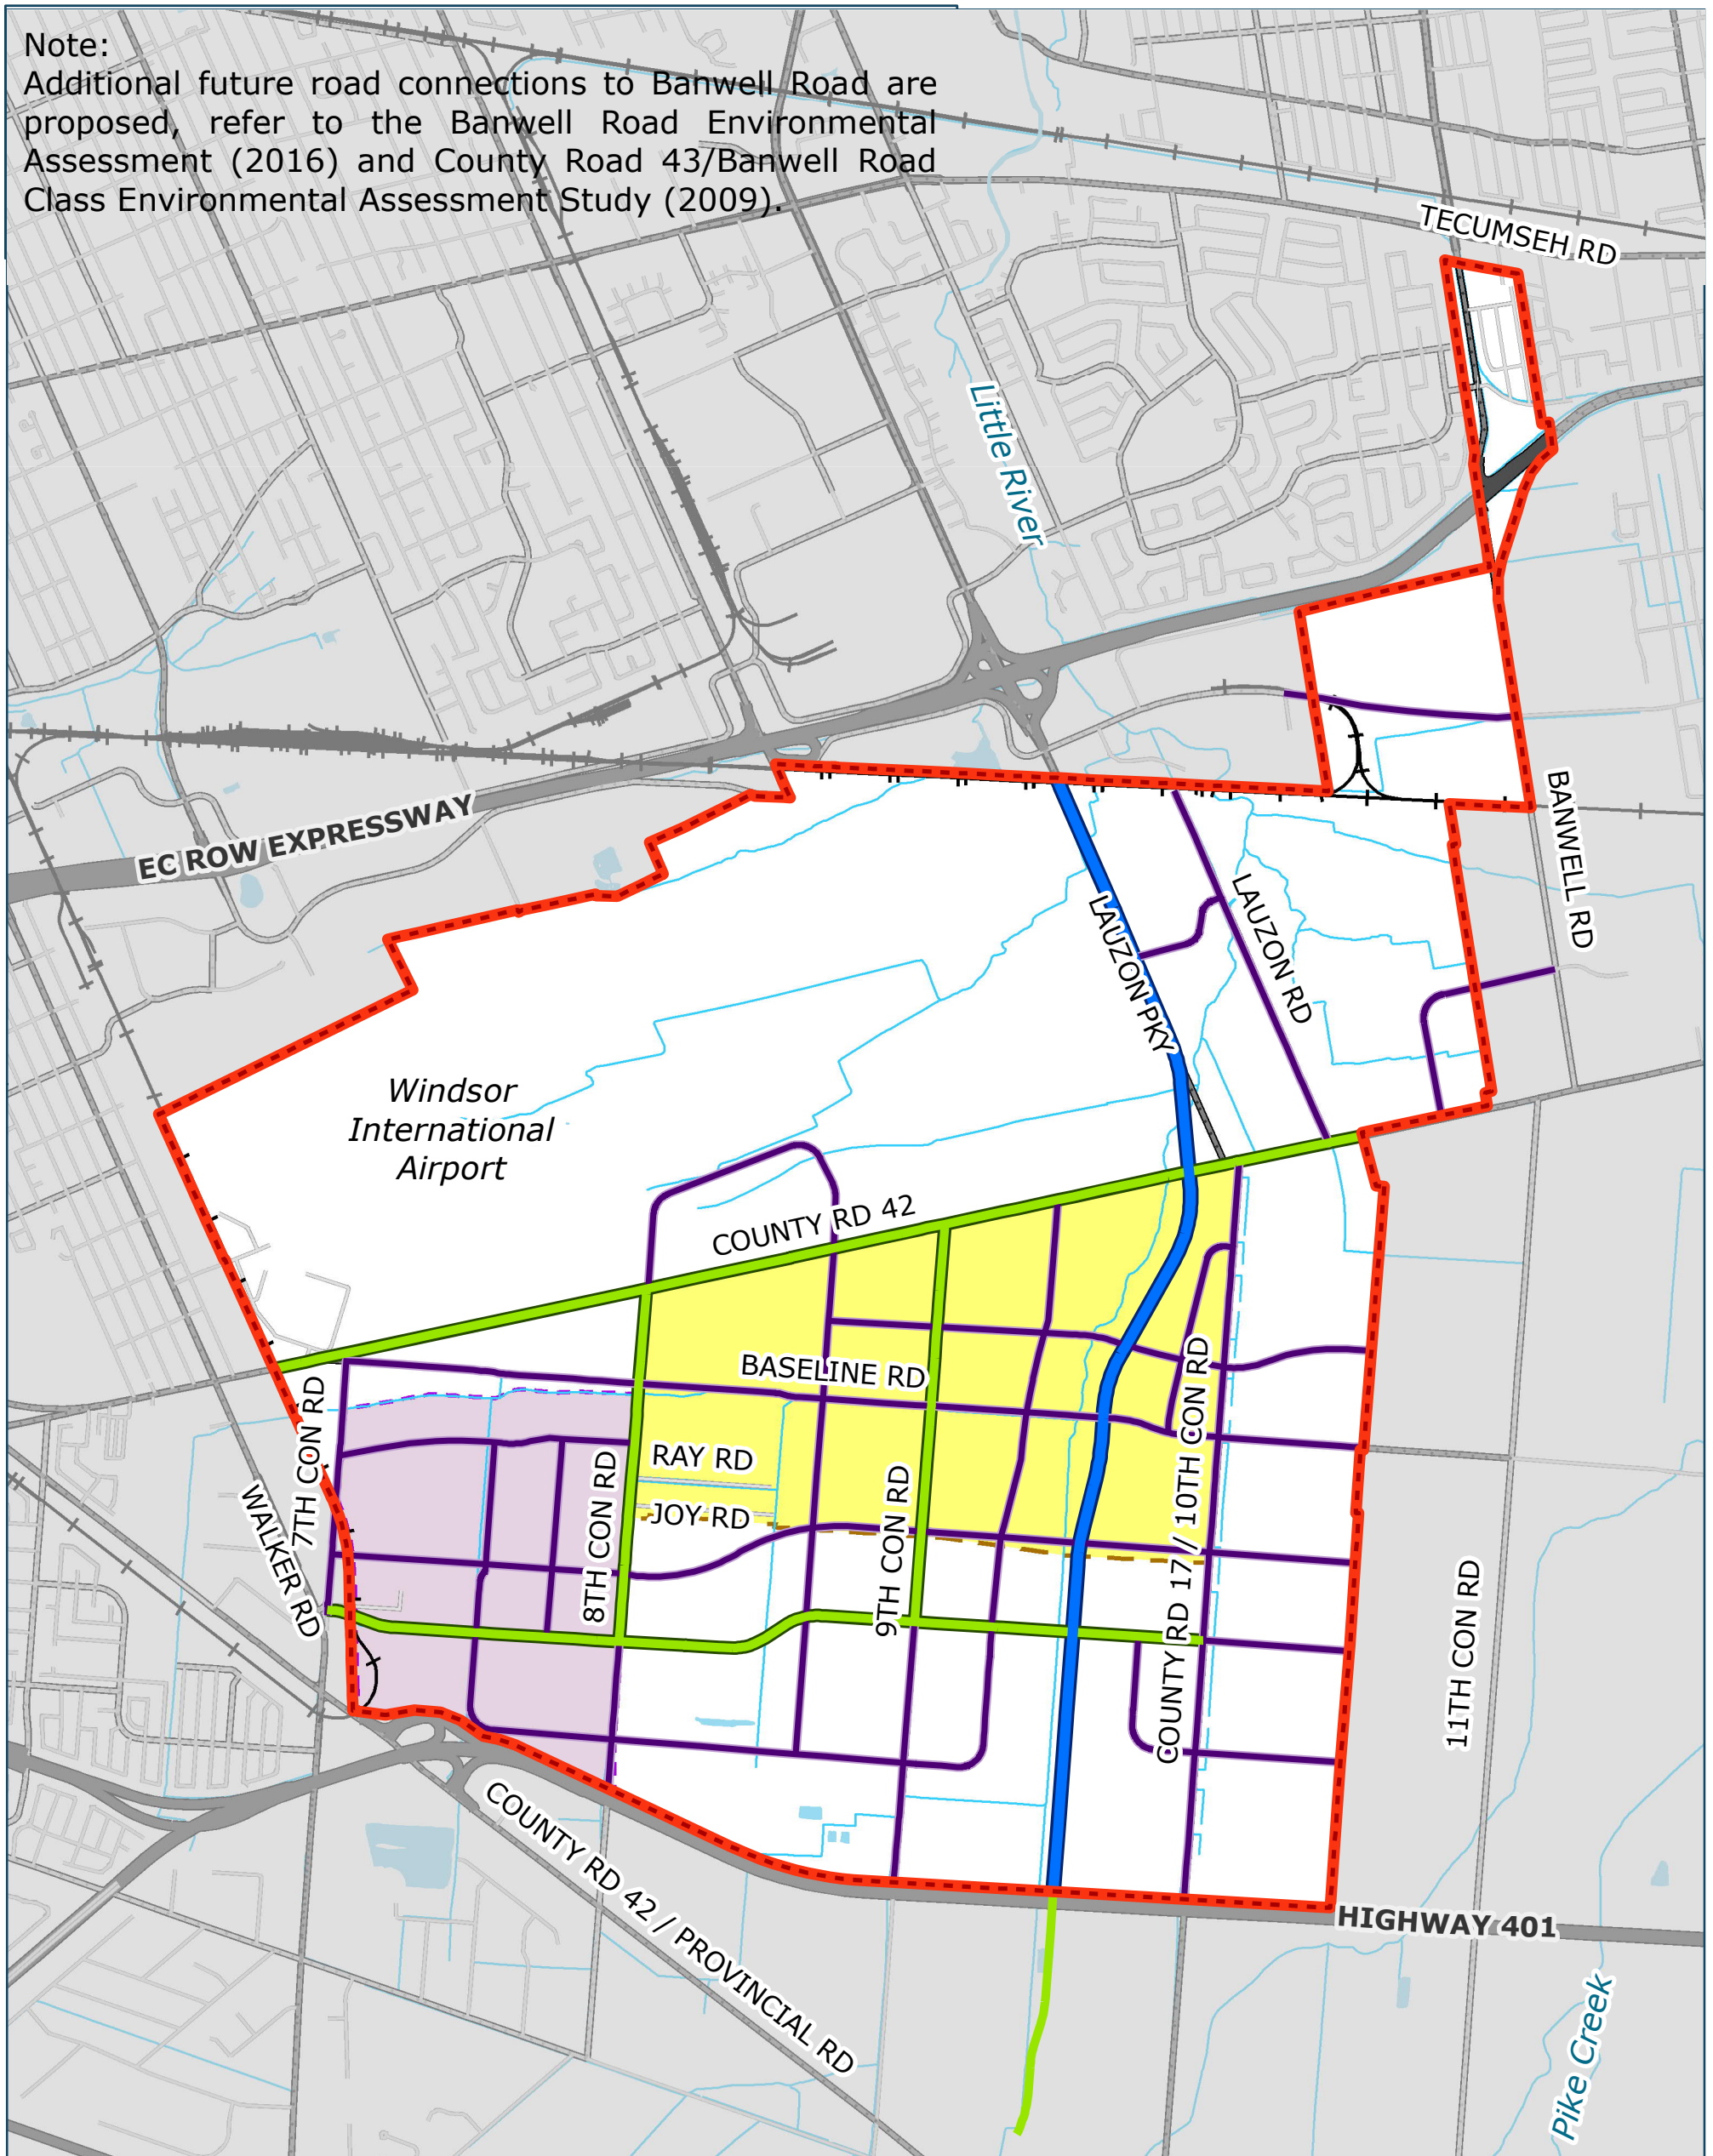 Note:
Additional future road connections to Banwell Road are
proposed, refer to the Banwell Road Environmental
Assessment (2016) and County Road 43/Banwell Road
Class Environmental Assessment Study (2009).
TECUMSEH RD
Little River
EC ROW EXPRESSWAY
BANWELL RD
LAUZON PKY
LAUZON RD
Windsor
International
Airport
COUNTY RD 42
BASELINE RD
7TH CON RD
RAY RD
JOY RD
8TH CON RD
9TH CON RD
COUNTY RD 17 / 10TH CON RD
WALKER RD
11TH CON RD
COUNTY RD 42 / PROVINCIAL RD
HIGHWAY 401
Pike Creek